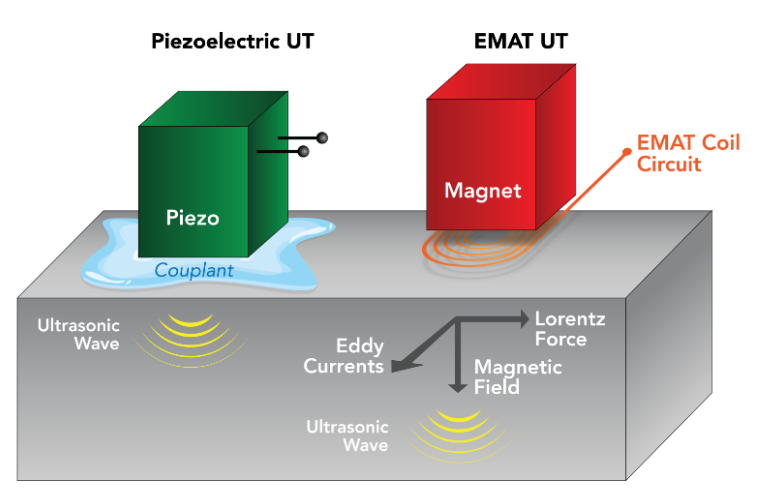 Piezoelectric UT
EMAT UT
EMAT Coil
Circuit
Magnet
Piezo
Couplant
Ultrasonic
Wave
Lorentz
Force
Eddy
Currents
Magnetic
Field
Ultrasonic
Wave